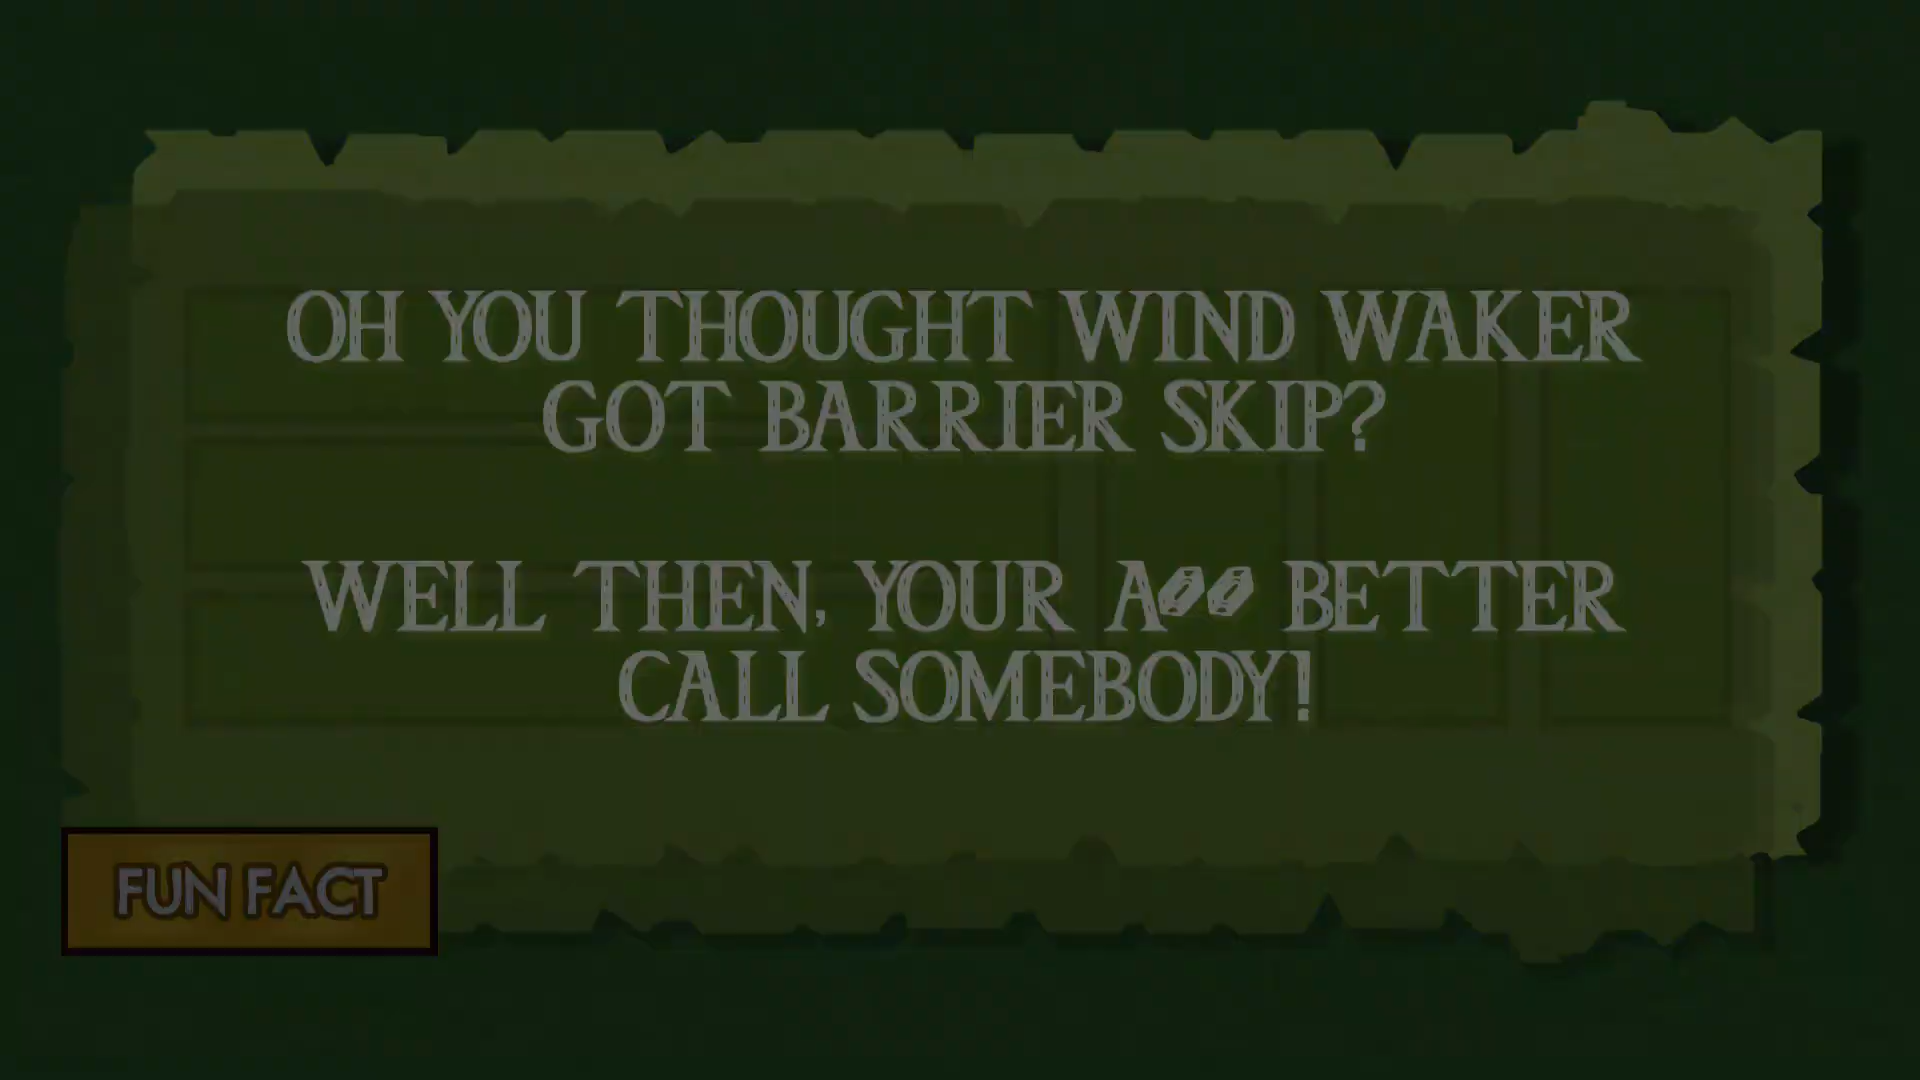 OH YOU THOUGHT WIND WAKER
GOT BARRIER SKIP?
WELL THEN, YOUR A BETTER
CALL SOMEBODY!
FUN FACT